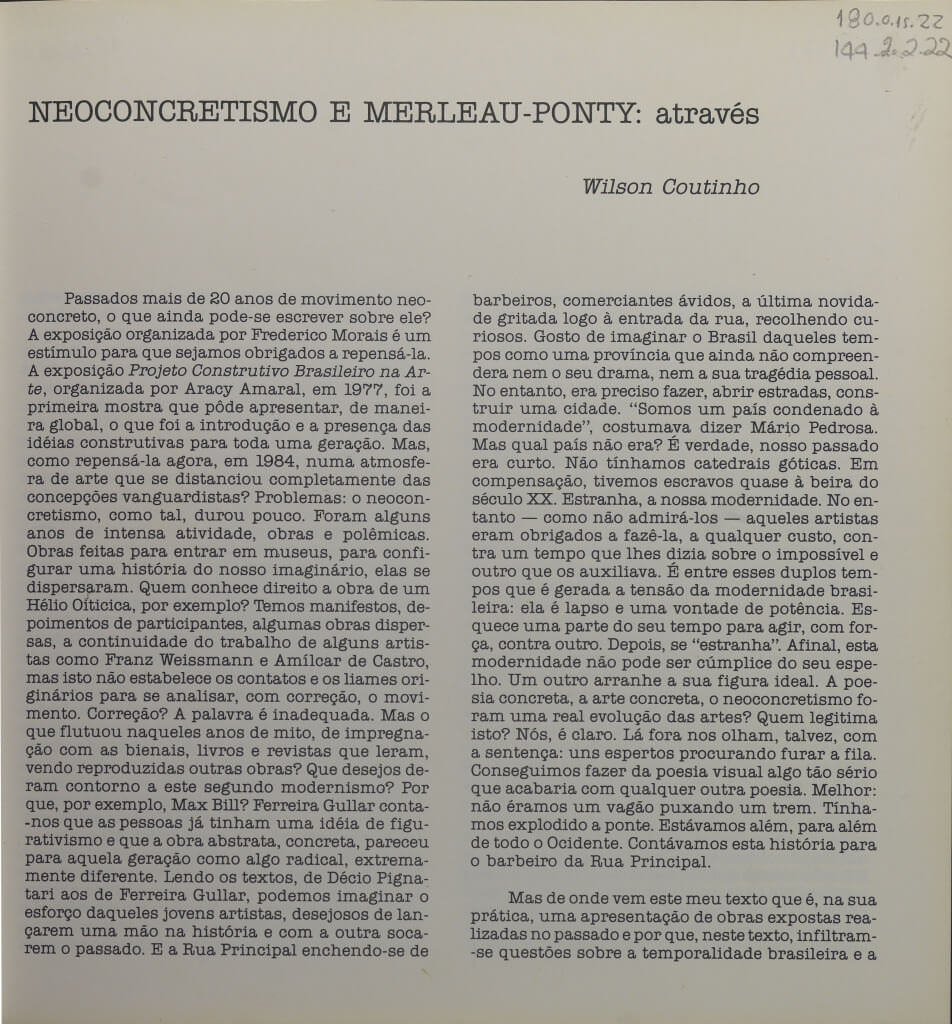 180.0.15.22
144.2.2.22
NEOCONCRETISMO E MERLEAU-PONTY: através
Wilson Coutinho
Passados mais de 20 anos de movimento neo-
concreto, o que ainda pode-se escrever sobre ele?
A exposição organizada por Frederico Morais é um
estímulo para que sejamos obrigados a repensá-la.
A exposição Projeto Construtivo Brasileiro na Ar-
te, organizada por Aracy Amaral, em 1977, foi a
primeira mostra que pôde apresentar, de manei-
ra global, o que foi a introdução e a presença das
idéias construtivas para toda uma geração. Mas,
como repensá-la agora, em 1984, numa atmosfe-
ra de arte que se distanciou completamente das
concepções vanguardistas? Problemas: o neocon-
cretismo, como tal, durou pouco. Foram alguns
anos de intensa atividade, obras e polêmicas.
Obras feitas para entrar em museus, para confi-
gurar uma história do nosso imaginário, elas se
dispersaram. Quem conhece direito a obra de um
Hélio Oíticica, por exemplo? Temos manifestos, de-
poimentos de participantes, algumas obras disper-
sas, a continuidade do trabalho de alguns artis-
tas como Franz Weissmann e Amílcar de Castro,
mas isto não estabelece os contatos e os liames ori-
ginários para se analisar, com correção, o movi-
mento. Correção? A palavra é inadequada. Mas o
que flutuou naqueles anos de mito, de impregna-
ção com as bienais, livros e revistas que leram,
vendo reproduzidas outras obras? Que desejos de-
ram contorno a este segundo modernismo? Por
que, por exemplo, Max Bill? Ferreira Gullar conta-
-nos que as pessoas já tinham uma idéia de figu-
rativismo e que a obra abstrata, concreta, pareceu
para aquela geração como algo radical, extrema-
mente diferente. Lendo os textos, de Décio Pigna-
tari aos de Ferreira Gullar, podemos imaginar o
esforço daqueles jovens artistas, desejosos de lan-
çarem uma mão na história e com a outra soca-
rem o passado. E a Rua Principal enchendo-se de
barbeiros, comerciantes ávidos, a última novida-
de gritada logo à entrada da rua, recolhendo cu-
riosos. Gosto de imaginar o Brasil daqueles tem-
pos como uma província que ainda não compreen-
dera nem o seu drama, nem a sua tragédia pessoal.
No entanto, era preciso fazer, abrir estradas, cons-
truir uma cidade. “Somos um país condenado à
modernidade”, costumava dizer Mário Pedrosa.
Mas qual país não era? É verdade, nosso passado
era curto. Não tínhamos catedrais góticas. Em
compensação, tivemos escravos quase à beira do
século XX. Estranha, a nossa modernidade. No en-
tanto — como não admirá-los — aqueles artistas
eram obrigados a fazê-la, a qualquer custo, con-
tra um tempo que lhes dizia sobre o impossível e
outro que os auxiliava. É entre esses duplos tem-
pos que é gerada a tensão da modernidade brasi-
leira: ela é lapso e uma vontade de potência. Es-
quece uma parte do seu tempo para agir, com for-
ça, contra outro. Depois, se “estranha”. Afinal, esta
modernidade não pode ser cúmplice do seu espe-
lho. Um outro arranhe a sua figura ideal. A poe-
sia concreta, a arte concreta, o neoconcretismo fo-
ram uma real evolução das artes? Quem legitima
isto? Nós, é claro. Lá fora nos olham, talvez, com
a sentença: uns espertos procurando furar a fila.
Conseguimos fazer da poesia visual algo tão sério
que acabaria com qualquer outra poesia. Melhor:
não éramos um vagão puxando um trem. Tínha-
mos explodido a ponte. Estávamos além, para além
de todo o Ocidente. Contávamos esta história para
o barbeiro da Rua Principal.
Mas de onde vem este meu texto que é, na sua
prática, uma apresentação de obras expostas rea-
lizadas no passado e por que, neste texto, infiltram-
-se questões sobre a temporalidade brasileira e a